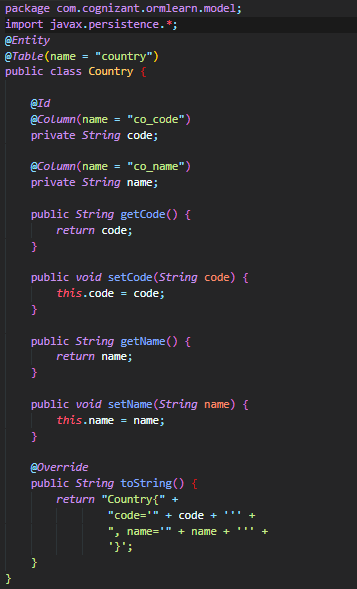 package com.cognizant.ormlearn.model;
import javax.persistence.*;
@Entity
@Table(name = "country")
public class Country {
@Id
@Column(name = "co_code")
private String code;
@Column(name = "co_name")
private String name;
public String getCode() {
return code;
}
public void setCode(String code) {
this.code = code;
}
public String getName() {
return name;
}
public void setName(String name) {
this.name = name;
}
@Override
public String toString() {
return "Country{" +
"code='" + code + ''' +
", name='" + name + ''' +
'}';
}
}